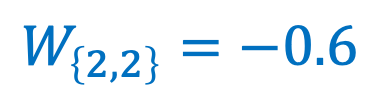 W{2,2} = −0.6